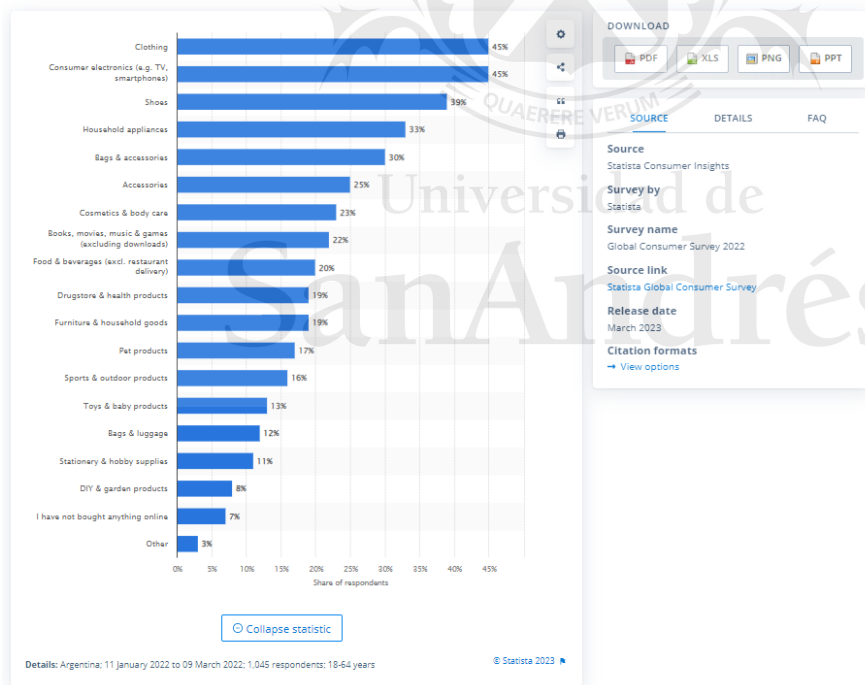 Clothing
45%
Consumer electronics (e.g. TV,
smartphones)
45%
Shoes
39%
Household appliances
33%
Bags & accessories
30%
Accessories
25%
Cosmetics & body care
23%
Books, movies, music & games
(excluding downloads)
22%
Food & beverages (excl. restaurant
delivery)
20%
Drugstore & health products
19%
Furniture & household goods
19%
Pet products
17%
Sports & outdoor products
16%
Toys & baby products
13%
Bags & luggage
12%
Stationery & hobby supplies
11%
DIY & garden products
8%
I have not bought anything online
7%
Other
3%
0% 5% 10% 15% 20% 25% 30% 35% 40% 45%
Share of respondents
Collapse statistic
Details: Argentina; 11 January 2022 to 09 March 2022; 1,045 respondents; 18-64 years
© Statista 2023
DOWNLOAD
PDF XLS PNG PPT
SOURCE DETAILS FAQ
Source
Statista Consumer Insights
Survey by
Statista
Survey name
Global Consumer Survey 2022
Source link
Statista Global Consumer Survey
Release date
March 2023
Citation formats
→ View options
QUAERERE VERUM
Universidad de
SanAndrés